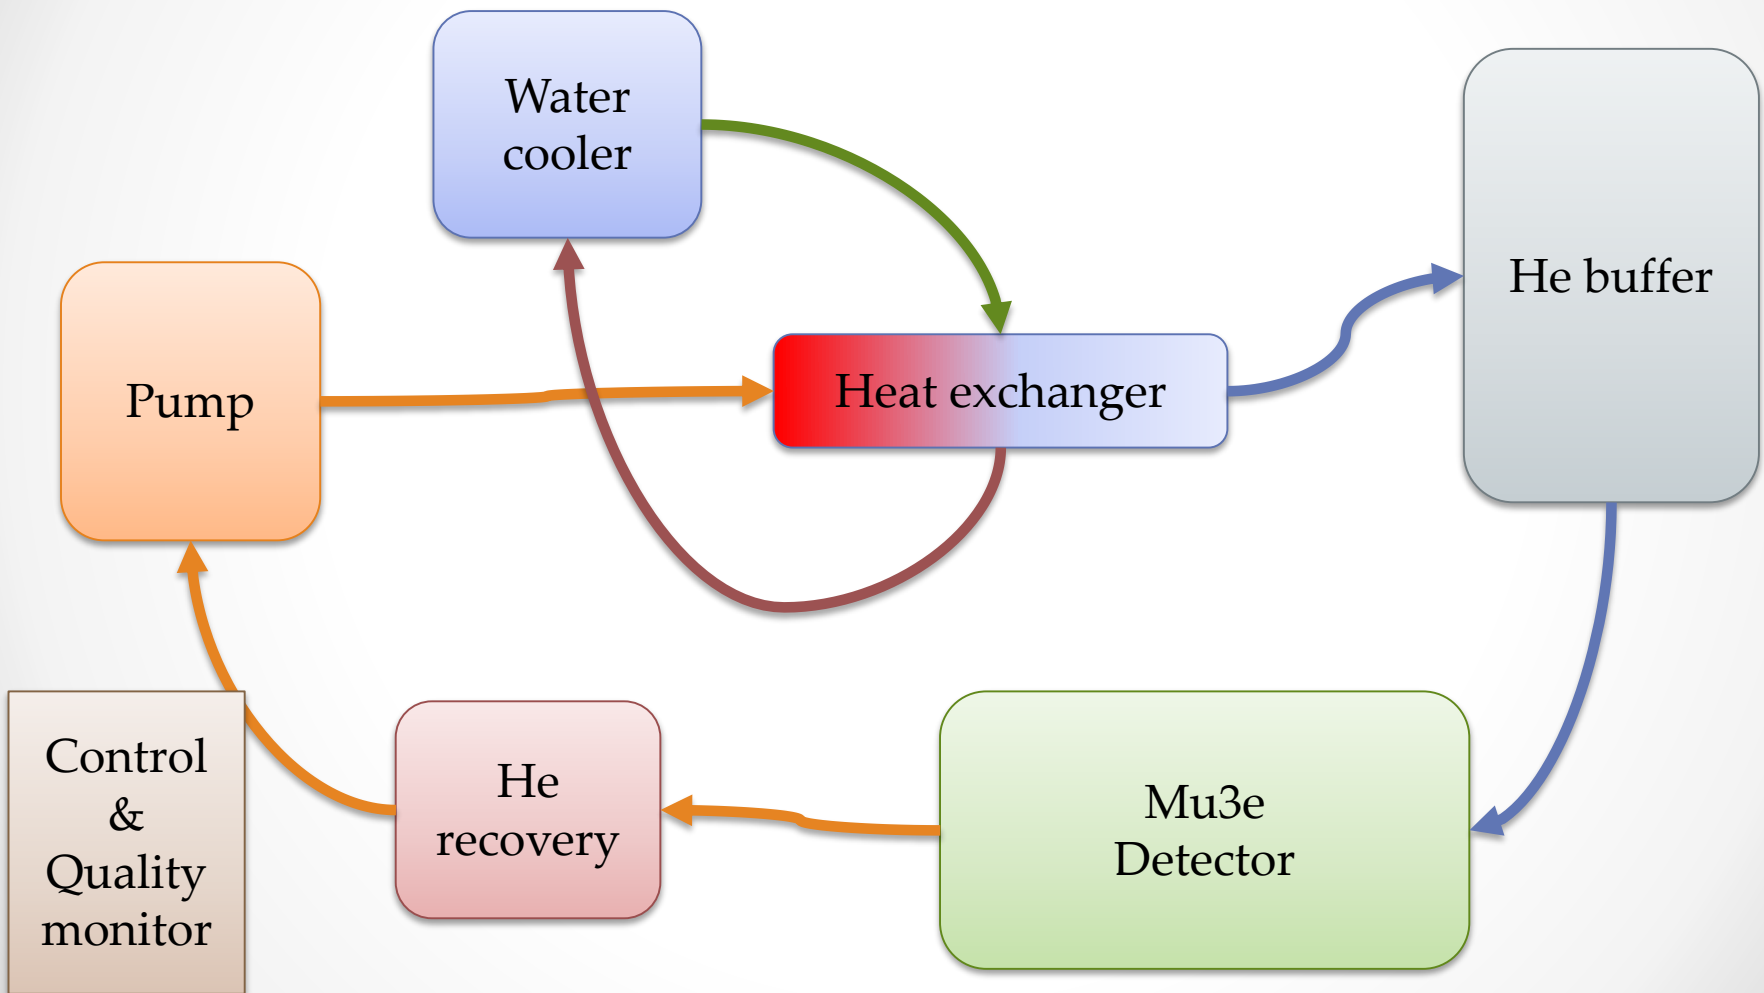 Water
cooler
He buffer
Pump
Heat exchanger
Control
&
Quality
monitor
He
recovery
Mu3e
Detector